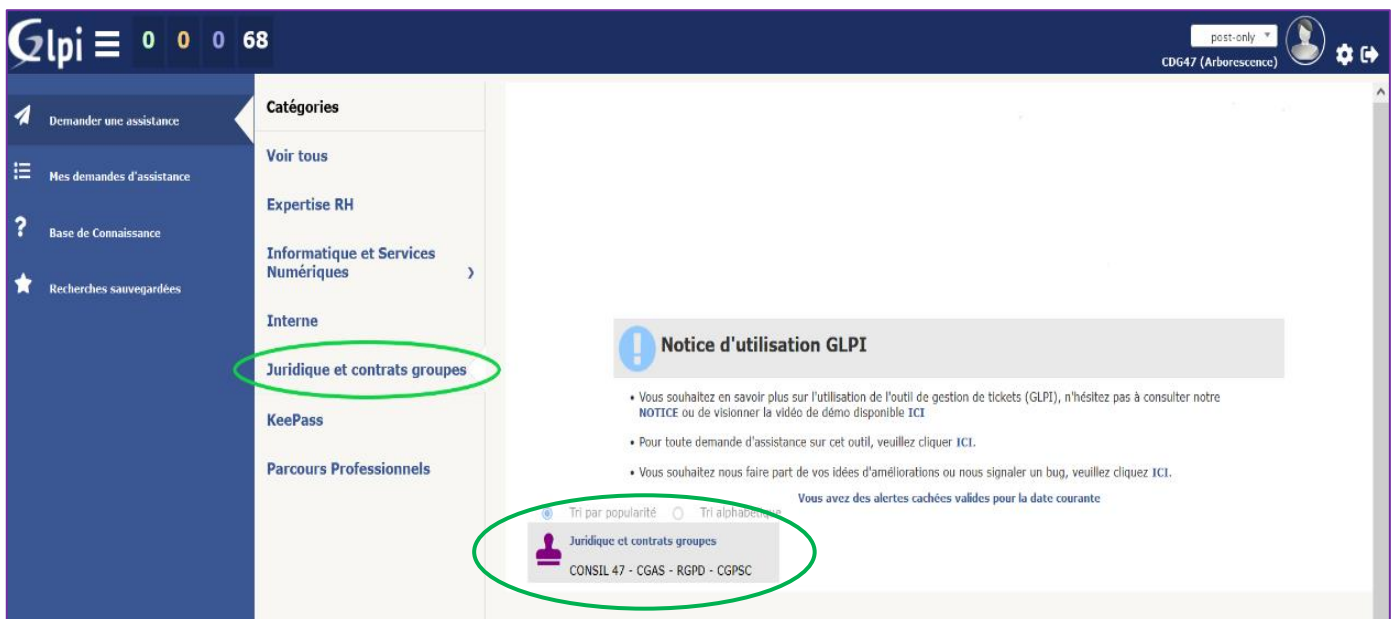 Glpi 0 0 0 68
post-only
CDG47 (Arborescence)
Demander une assistance
Mes demandes d'assistance
Base de Connaissance
Recherches sauvegardées
Catégories
Voir tous
Expertise RH
Informatique et Services
Numériques
Interne
Juridique et contrats groupes
KeePass
Parcours Professionnels
Notice d'utilisation GLPI
• Vous souhaitez en savoir plus sur l'utilisation de l'outil de gestion de tickets (GLPI), n'hésitez pas à consulter notre
NOTICE ou de visionner la vidéo de démo disponible ICI
• Pour toute demande d'assistance sur cet outil, veuillez cliquer ICI.
• Vous souhaitez nous faire part de vos idées d'améliorations ou nous signaler un bug, veuillez cliquez ICI.
Vous avez des alertes cachées valides pour la date courante
Tri par popularité Tri alphabétique
Juridique et contrats groupes
CONSIL 47 - CGAS - RGPD - CGPSC